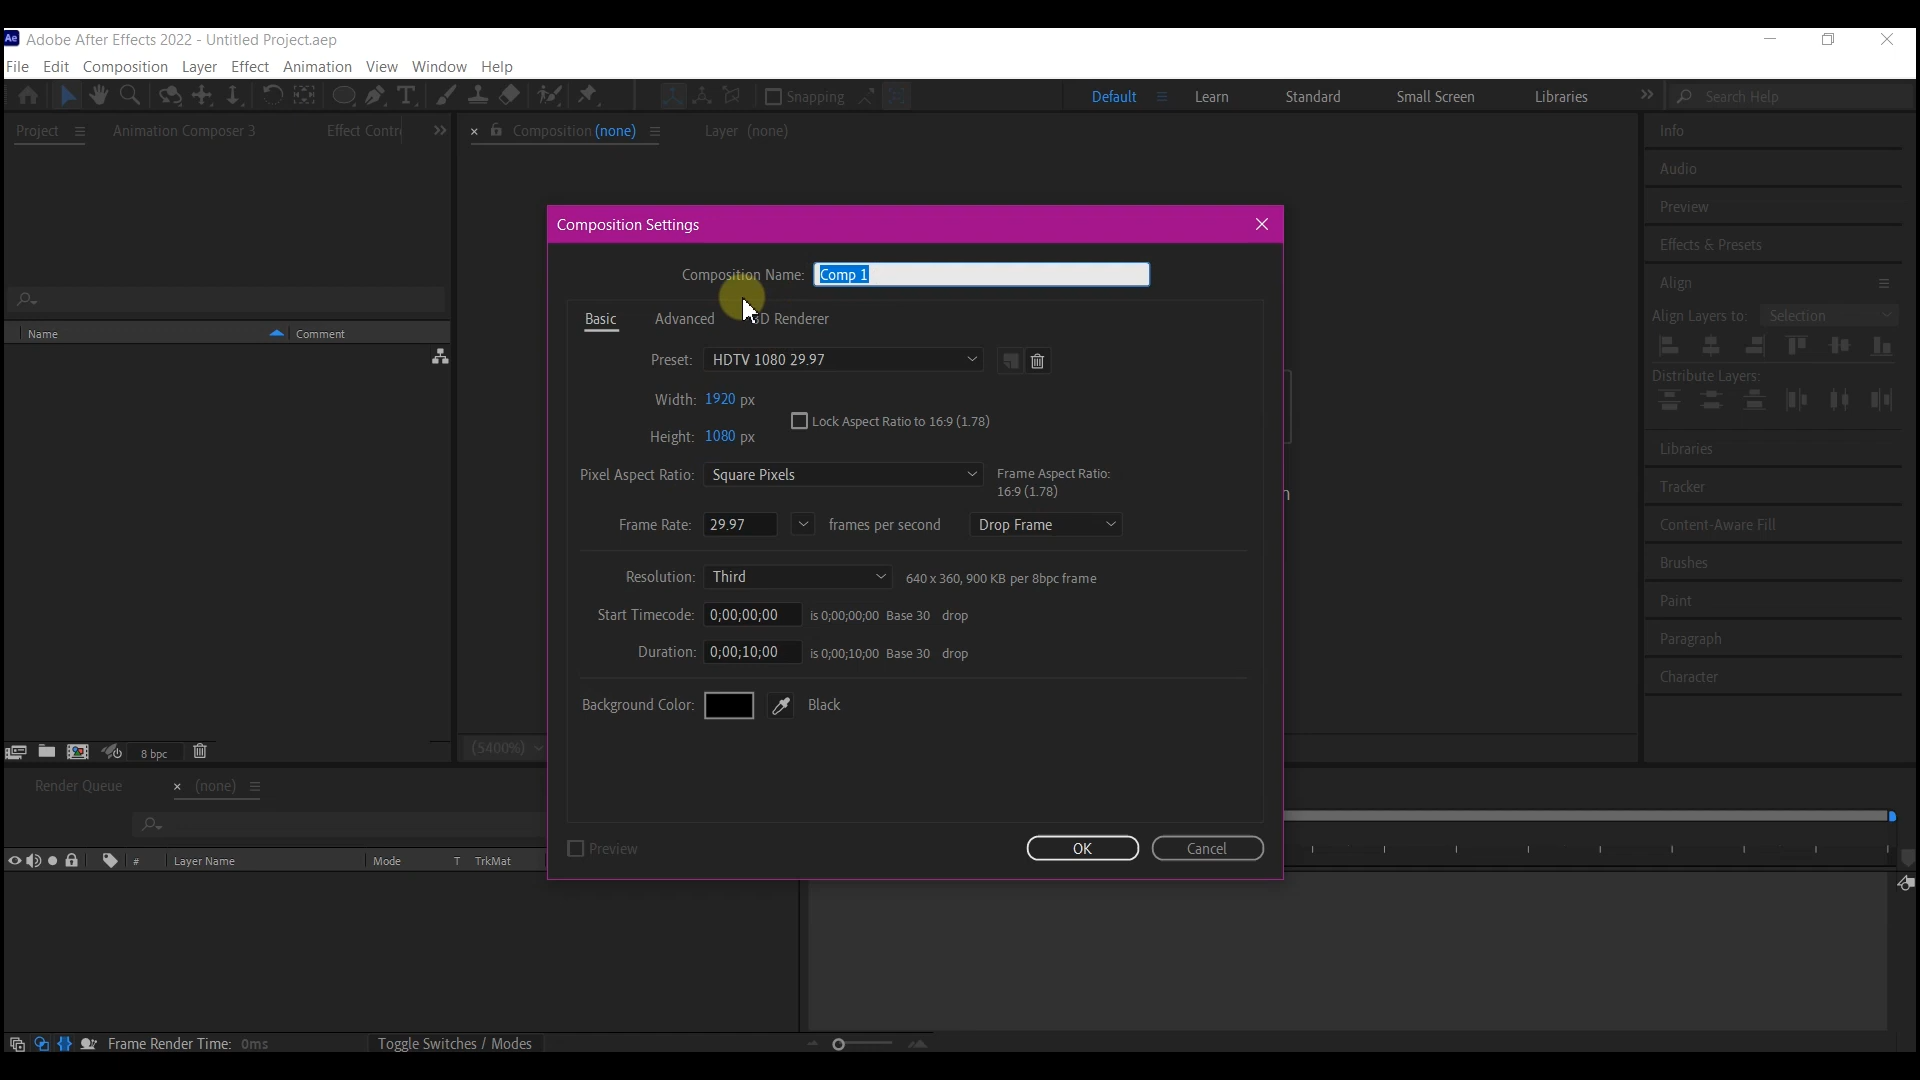 Ae Adobe After Effects 2022 - Untitled Project.aep
File Edit Composition Layer Effect Animation View Window Help
Snapping Default Learn Standard Small Screen Libraries Search Help
Project Animation Composer 3 Effect Contr Composition (none) Layer (none) Info
Audio
Preview
Composition Settings
Effects & Presets
Composition Name: Comp 1
Align
Basic Advanced 3D Renderer
Align Layers to: Selection
Name Comment
Preset: HDTV 1080 29.97
Distribute Layers:
Width: 1920 px
Lock Aspect Ratio to 16:9 (1.78)
Height: 1080 px
Libraries
Pixel Aspect Ratio: Square Pixels Frame Aspect Ratio:
16:9 (1.78)
Tracker
Frame Rate: 29.97 frames per second Drop Frame
Content-Aware Fill
Brushes
Resolution: Third 640 x 360, 900 KB per 8bpc frame
Paint
Start Timecode: 0;00;00;00 is 0;00;00;00 Base 30 drop
Paragraph
Duration: 0;00;10;00 is 0;00;10;00 Base 30 drop
Character
Background Color: Black
8 bpc (5400%)
Render Queue (none)
Preview OK Cancel
# Layer Name Mode T TrkMat
Frame Render Time: 0ms Toggle Switches / Modes